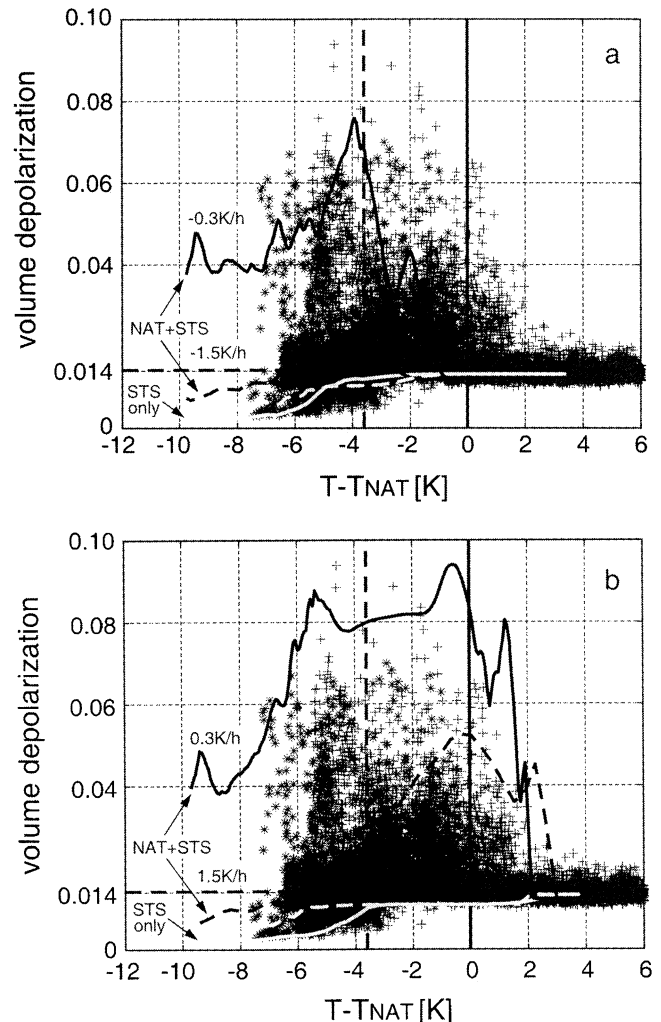 a
volume depolarization
0.10
0.08
0.06
0.04
0.014
0
-0.3K/h
NAT+STS
-1.5K/h
STS
only
-12 -10 -8 -6 -4 -2 0 2 4 6
T-TNAT [K]
b
volume depolarization
0.10
0.08
0.06
0.04
0.014
0
0.3K/h
NAT+STS
1.5K/h
STS
only
-12 -10 -8 -6 -4 -2 0 2 4 6
T-TNAT [K]